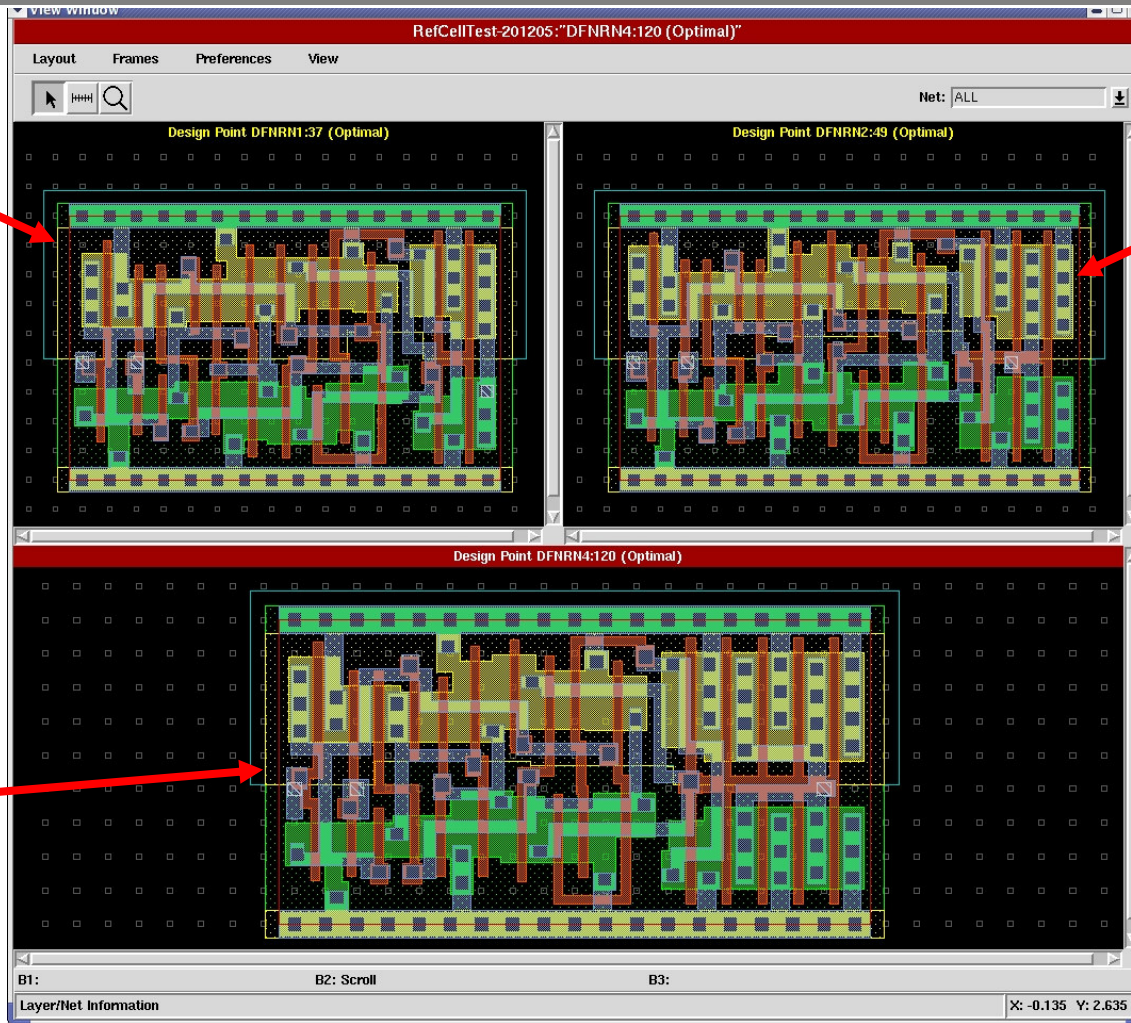 View Window
RefCellTest-201205:"DFNRN4:120 (Optimal)"
Layout Frames Preferences View
Net: ALL
Design Point DFNRN1:37 (Optimal)
Design Point DFNRN2:49 (Optimal)
Design Point DFNRN4:120 (Optimal)
B1: B2: Scroll B3:
Layer/Net Information X: -0.135 Y: 2.635